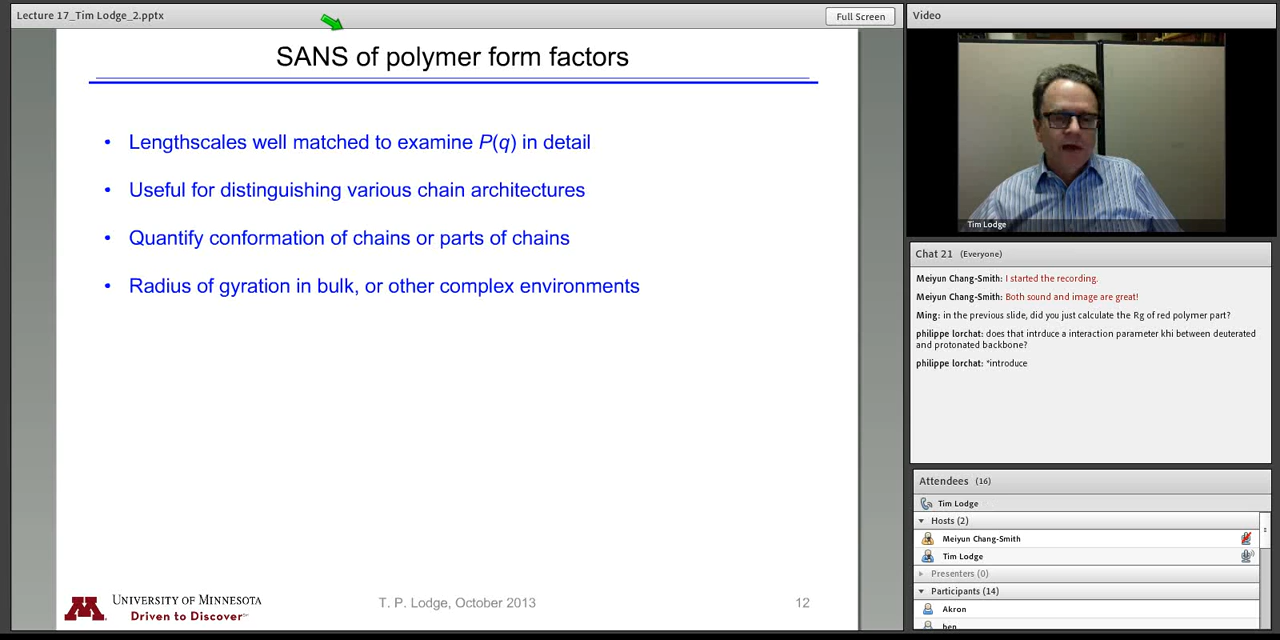 Lecture 17_Tim Lodge_2.pptx
Full Screen
SANS of polymer form factors
• Lengthscales well matched to examine P(q) in detail
• Useful for distinguishing various chain architectures
• Quantify conformation of chains or parts of chains
• Radius of gyration in bulk, or other complex environments
UNIVERSITY OF MINNESOTA
Driven to Discover
T. P. Lodge, October 2013
12
Video
Tim Lodge
Chat 21 (Everyone)
Meiyun Chang-Smith: I started the recording.
Meiyun Chang-Smith: Both sound and image are great!
Ming: in the previous slide, did you just calculate the Rg of red polymer part?
philippe lorchat: does that intrduce a interaction parameter khi between deuterated
and protonated backbone?
philippe lorchat: *introduce
Attendees (16)
Tim Lodge
Hosts (2)
Meiyun Chang-Smith
Tim Lodge
Presenters (0)
Participants (14)
Akron